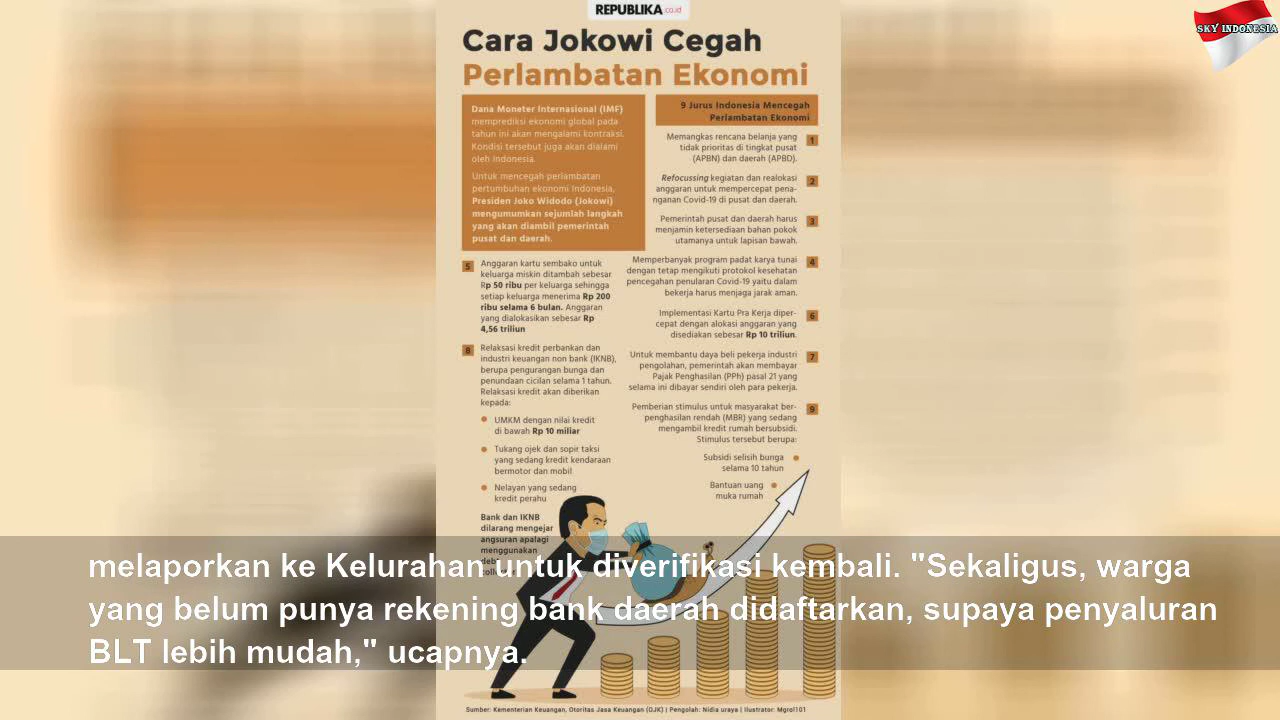 REPUBLIKA.co.id
SKY INDONESIA
Cara Jokowi Cegah
Perlambatan Ekonomi
Dana Moneter Internasional (IMF)
memprediksi ekonomi global pada
tahun ini akan mengalami kontraksi.
Kondisi tersebut juga akan dialami
oleh Indonesia.
Untuk mencegah perlambatan
pertumbuhan ekonomi Indonesia,
Presiden Joko Widodo (Jokowi)
mengumumkan sejumlah langkah
yang akan diambil pemerintah
pusat dan daerah.
9 Jurus Indonesia Mencegah
Perlambatan Ekonomi
Memangkas rencana belanja yang
tidak prioritas di tingkat pusat
(APBN) dan daerah (APBD).
1
Refocussing kegiatan dan realokasi
anggaran untuk mempercepat pena-
nganan Covid-19 di pusat dan daerah.
2
Pemerintah pusat dan daerah harus
menjamin ketersediaan bahan pokok
utamanya untuk lapisan bawah.
3
Memperbanyak program padat karya tunai
dengan tetap mengikuti protokol kesehatan
pencegahan penularan Covid-19 yaitu dalam
bekerja harus menjaga jarak aman.
4
5
Anggaran kartu sembako untuk
keluarga miskin ditambah sebesar
Rp 50 ribu per keluarga sehingga
setiap keluarga menerima Rp 200
ribu selama 6 bulan. Anggaran
yang dialokasikan sebesar Rp
4,56 triliun
Implementasi Kartu Pra Kerja diper-
cepat dengan alokasi anggaran yang
disediakan sebesar Rp 10 triliun.
6
Untuk membantu daya beli pekerja industri
pengolahan, pemerintah akan membayar
Pajak Penghasilan (PPh) pasal 21 yang
selama ini dibayar sendiri oleh para pekerja.
7
8
Relaksasi kredit perbankan dan
industri keuangan non bank (IKNB),
berupa pengurangan bunga dan
penundaan cicilan selama 1 tahun.
Relaksasi kredit akan diberikan
kepada:
UMKM dengan nilai kredit
di bawah Rp 10 miliar
Tukang ojek dan sopir taksi
yang sedang kredit kendaraan
bermotor dan mobil
Nelayan yang sedang
kredit perahu
Bank dan IKNB
dilarang mengejar
angsuran apalagi
menggunakan
Pemberian stimulus untuk masyarakat ber-
penghasilan rendah (MBR) yang sedang
mengambil kredit rumah bersubsidi.
Stimulus tersebut berupa:
9
Subsidi selisih bunga
selama 10 tahun
Bantuan uang
muka rumah
melaporkan ke Kelurahan untuk diverifikasi kembali. "Sekaligus, warga
yang belum punya rekening bank daerah didaftarkan, supaya penyaluran
BLT lebih mudah," ucapnya.
Sumber: Kementerian Keuangan, Otoritas Jasa Keuangan (OJK) | Pengolah: Nidia uraya | Ilustrator: Mgrol101